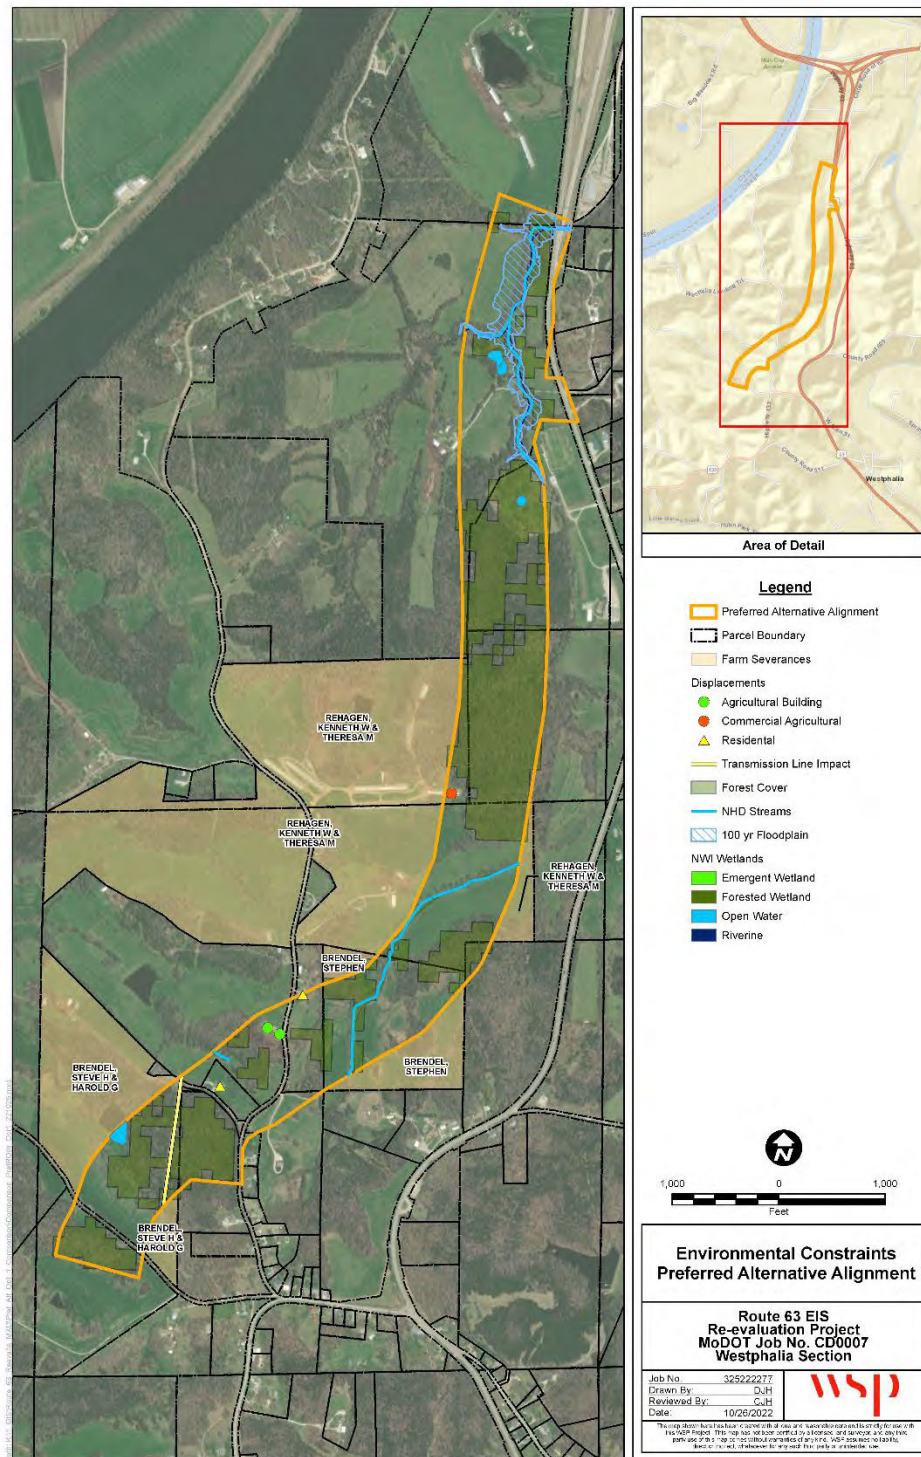 REHAGEN,
KENNETH W &
THERESA M
REHAGEN,
KENNETH W &
THERESA M
REHAGEN,
KENNETH W &
THERESA M
BRENDEL,
STEPHEN
BRENDEL,
STEPHEN
BRENDEL,
STEVE H &
HAROLD G
BRENDEL,
STEVE H &
HAROLD G
Westphalia
Area of Detail
Legend
Preferred Alternative Alignment
Parcel Boundary
Farm Severances
Displacements
Agricultural Building
Commercial Agricultural
Residential
Transmission Line Impact
Forest Cover
NHD Streams
100 yr Floodplain
NWI Wetlands
Emergent Wetland
Forested Wetland
Open Water
Riverine
N
1,000 0 1,000
Feet
Environmental Constraints
Preferred Alternative Alignment
Route 63 EIS
Re-evaluation Project
MoDOT Job No. CD0007
Westphalia Section
Job No. 325222277
Drawn By: DJH
Reviewed By: CJH
Date: 10/26/2022
WSP